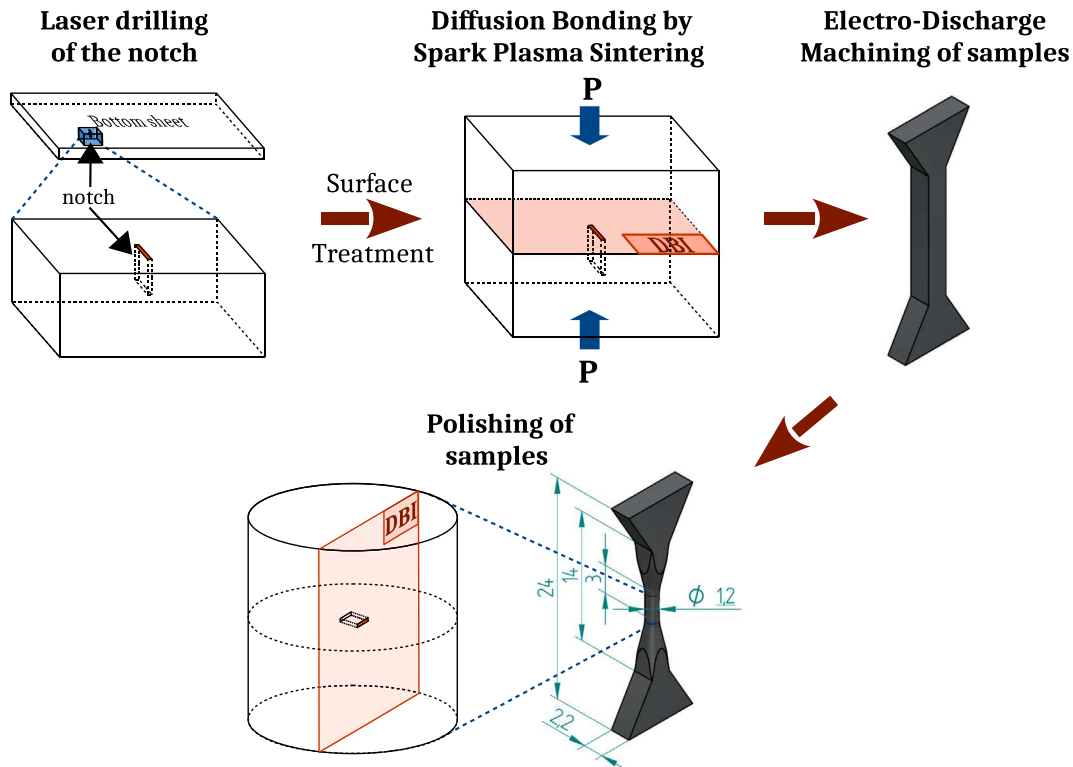 Laser drilling
of the notch
Diffusion Bonding by
Spark Plasma Sintering
Electro-Discharge
Machining of samples
P
Bottom sheet
notch
Surface
Treatment
DBI
P
Polishing of
samples
DBI
24
14
3
ϕ 1,2
2,2